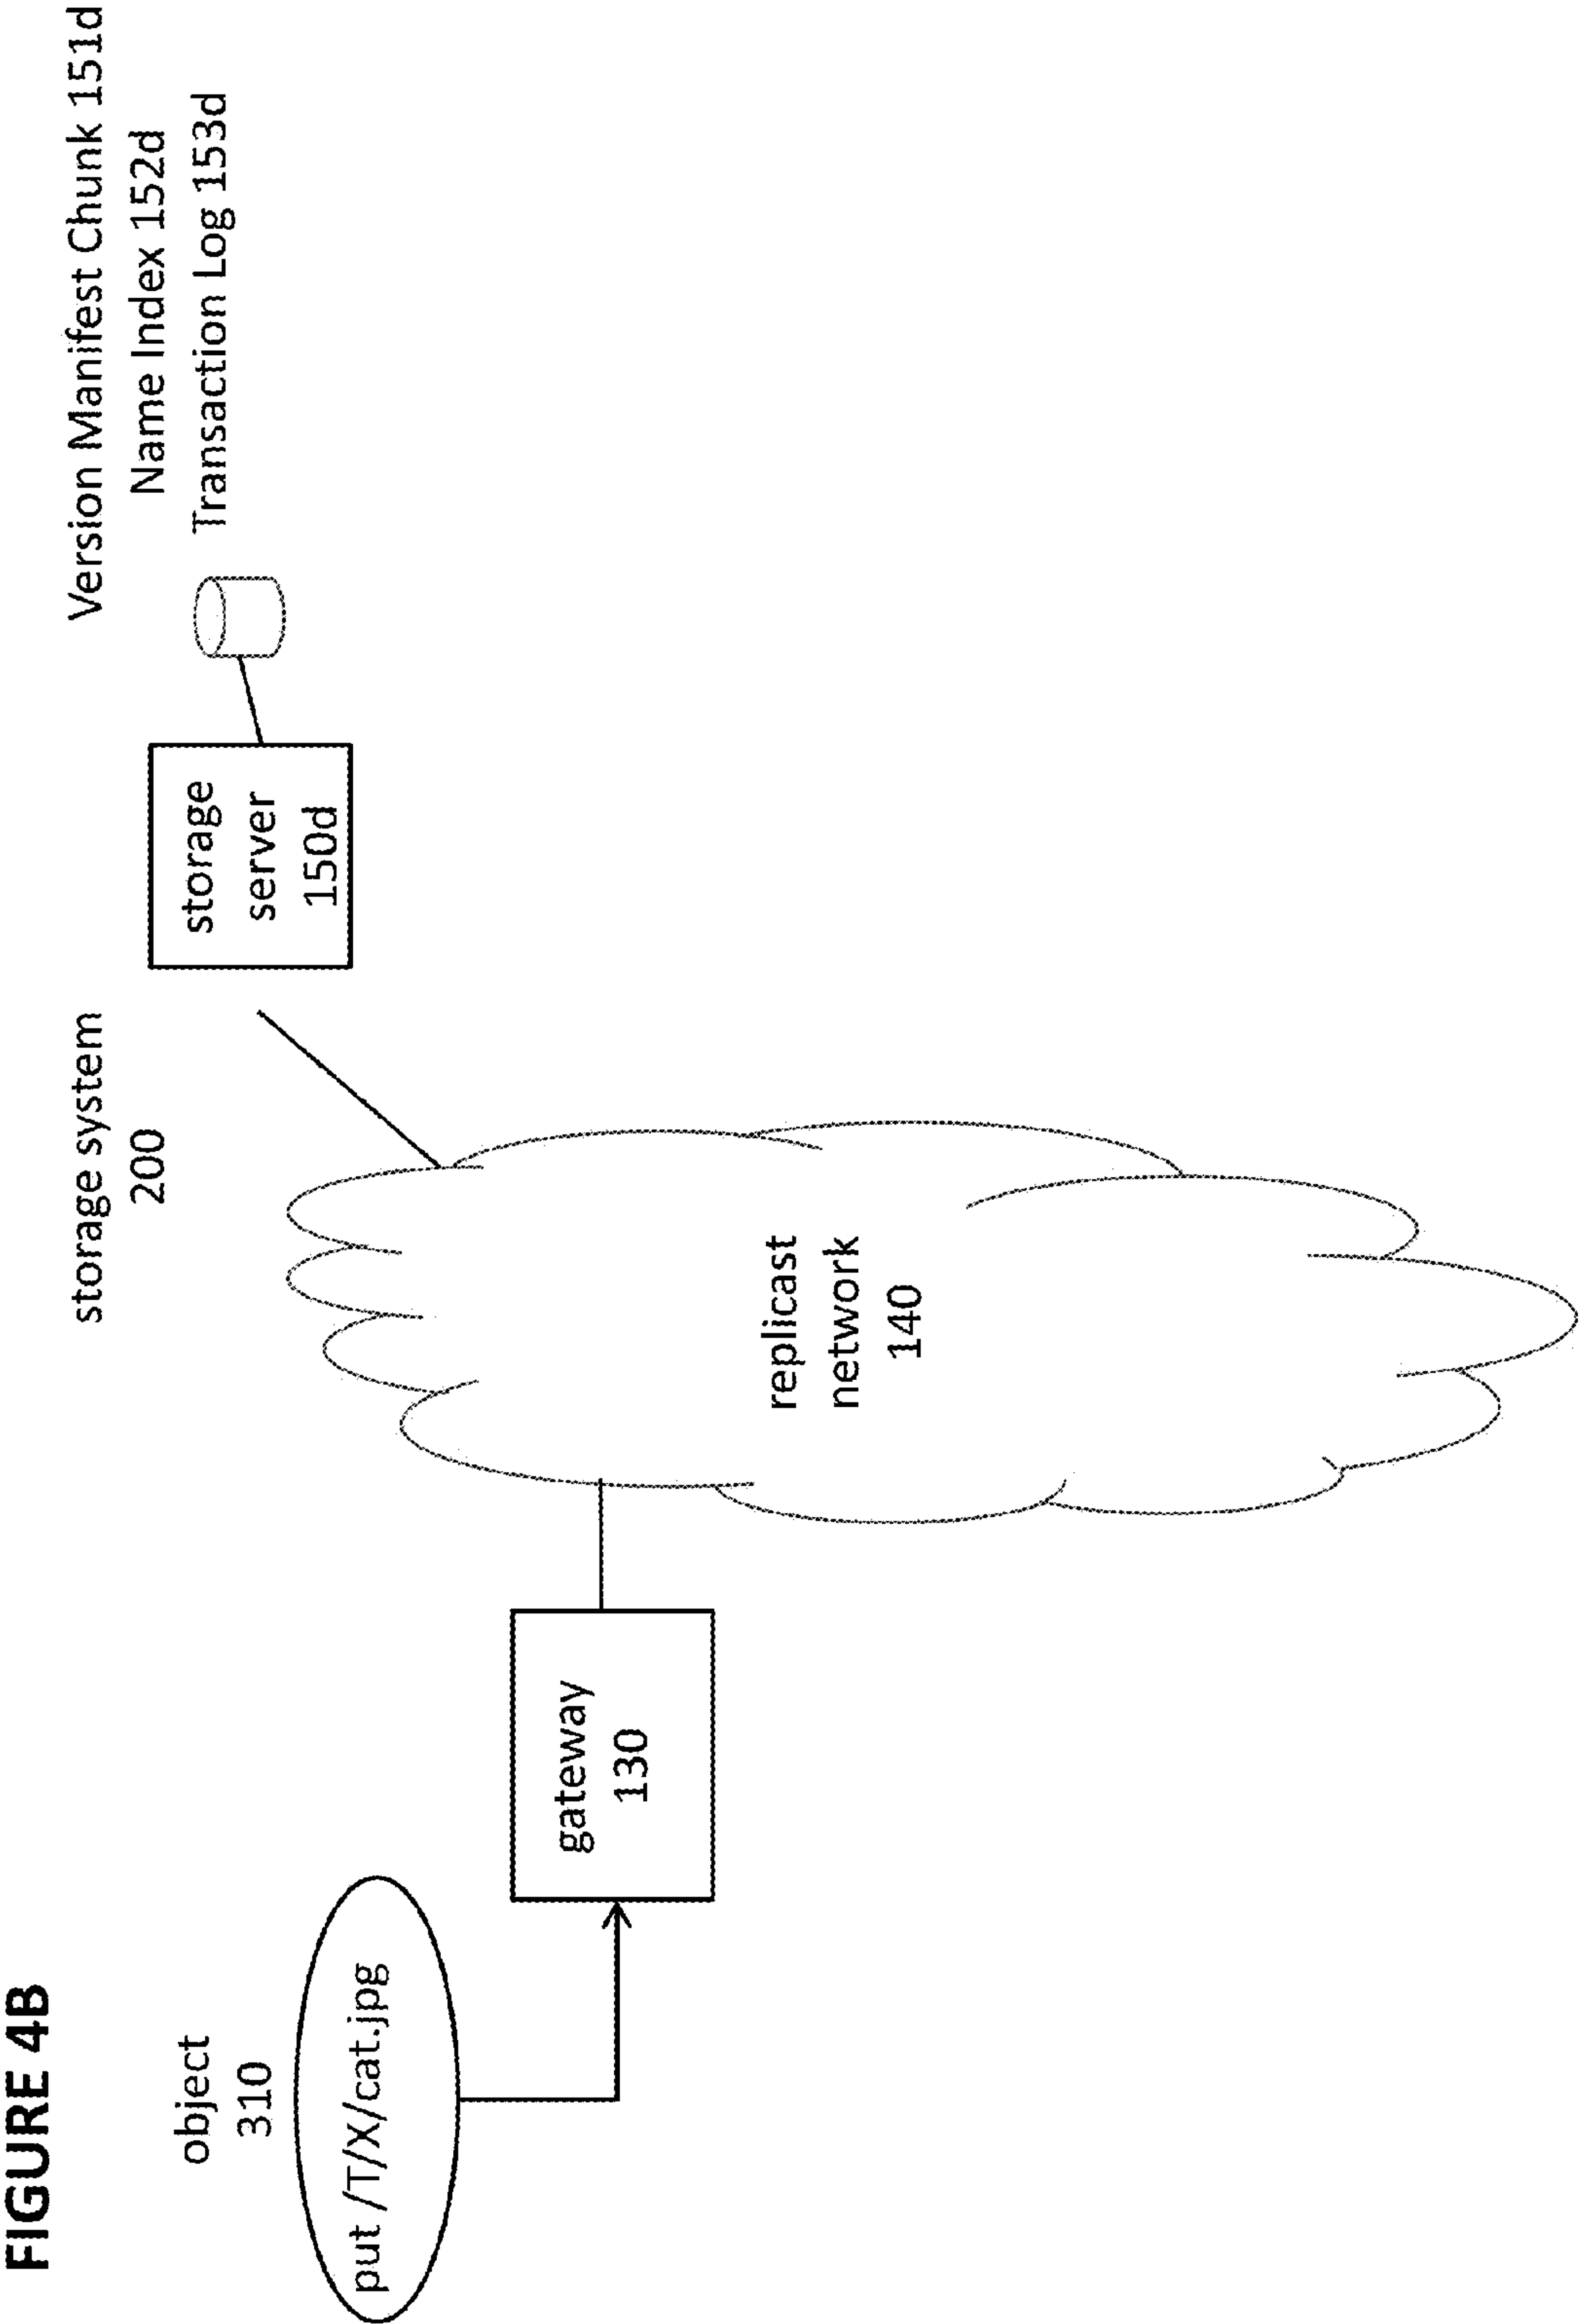 FIGURE 4B
storage system
200
Version Manifest Chunk 151d
Name Index 152d
Transaction Log 153d
object
310
put /T/X/cat.jpg
gateway
130
replicast
network
140
storage
server
150d